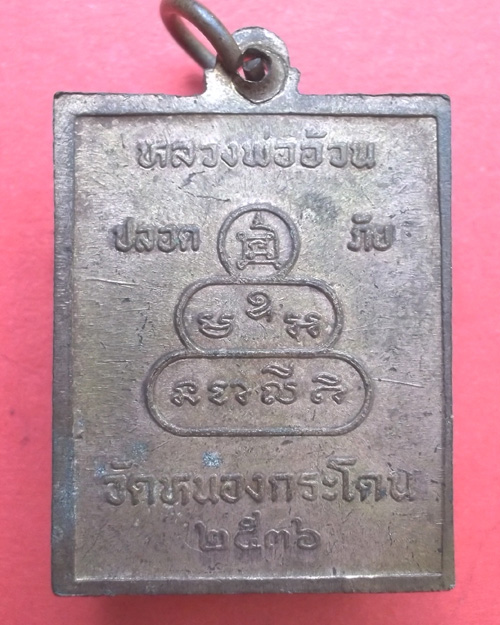 หลวงพ่ออ้วน
ปลอด ภัย
วัดหนองกระโดน
๒๕๓๖